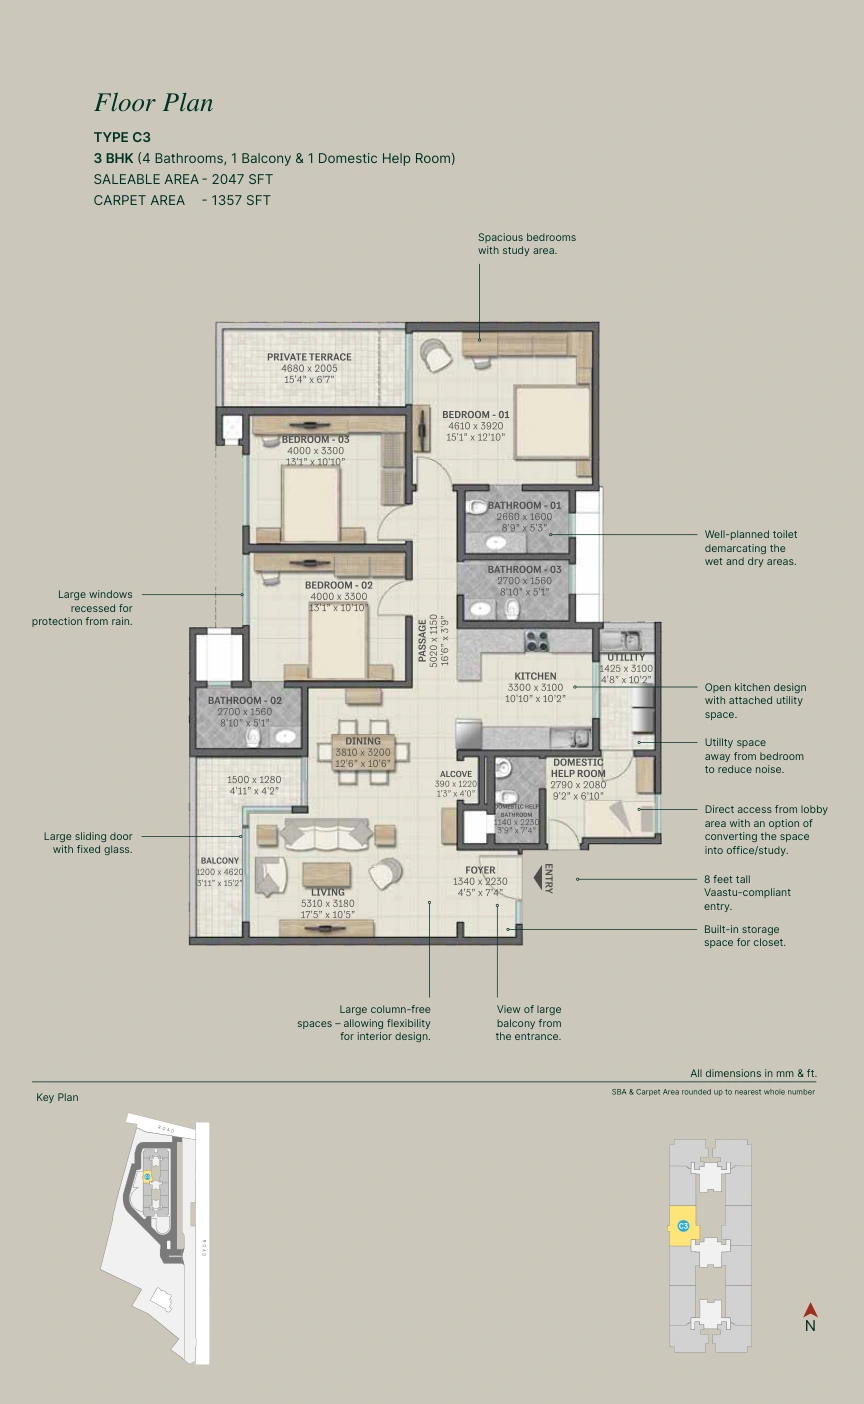 Floor Plan
TYPE C3
3 BHK (4 Bathrooms, 1 Balcony & 1 Domestic Help Room)
SALEABLE AREA - 2047 SFT
CARPET AREA - 1357 SFT
Spacious bedrooms
with study area.
PRIVATE TERRACE
4680 x 2005
15'4" x 6'7"
BEDROOM - 01
4610 x 3920
15'1" x 12'10"
BEDROOM - 03
4000 x 3300
13'1" x 10'10"
BATHROOM - 01
2660 x 1600
8'9" x 5'3"
Well-planned toilet
demarcating the
wet and dry areas.
BATHROOM - 03
2700 x 1560
8'10" x 5'1"
Large windows
recessed for
protection from rain.
BEDROOM - 02
4000 x 3300
13'1" x 10'10"
PASSAGE
5020 x 1150
16'6" x 3'9"
KITCHEN
3300 x 3100
10'10" x 10'2"
UTILITY
1425 x 3100
4'8" x 10'2"
Open kitchen design
with attached utility
space.
BATHROOM - 02
2700 x 1560
8'10" x 5'1"
DINING
3810 x 3200
12'6" x 10'6"
Utility space
away from bedroom
to reduce noise.
1500 x 1280
4'11" x 4'2"
ALCOVE
390 x 1220
1'3" x 4'0"
DOMESTIC
HELP ROOM
2790 x 2080
9'2" x 6'10"
DOMESTIC HELP
BATHROOM
1140 x 2230
3'9" x 7'4"
Direct access from lobby
area with an option of
converting the space
into office/study.
Large sliding door
with fixed glass.
BALCONY
1200 x 4620
3'11" x 15'2"
LIVING
5310 x 3180
17'5" x 10'5"
FOYER
1340 x 2230
4'5" x 7'4"
ENTRY
8 feet tall
Vaastu-compliant
entry.
Built-in storage
space for closet.
Large column-free
spaces – allowing flexibility
for interior design.
View of large
balcony from
the entrance.
All dimensions in mm & ft.
SBA & Carpet Area rounded up to nearest whole number
Key Plan
ROAD
ROAD
C3
N